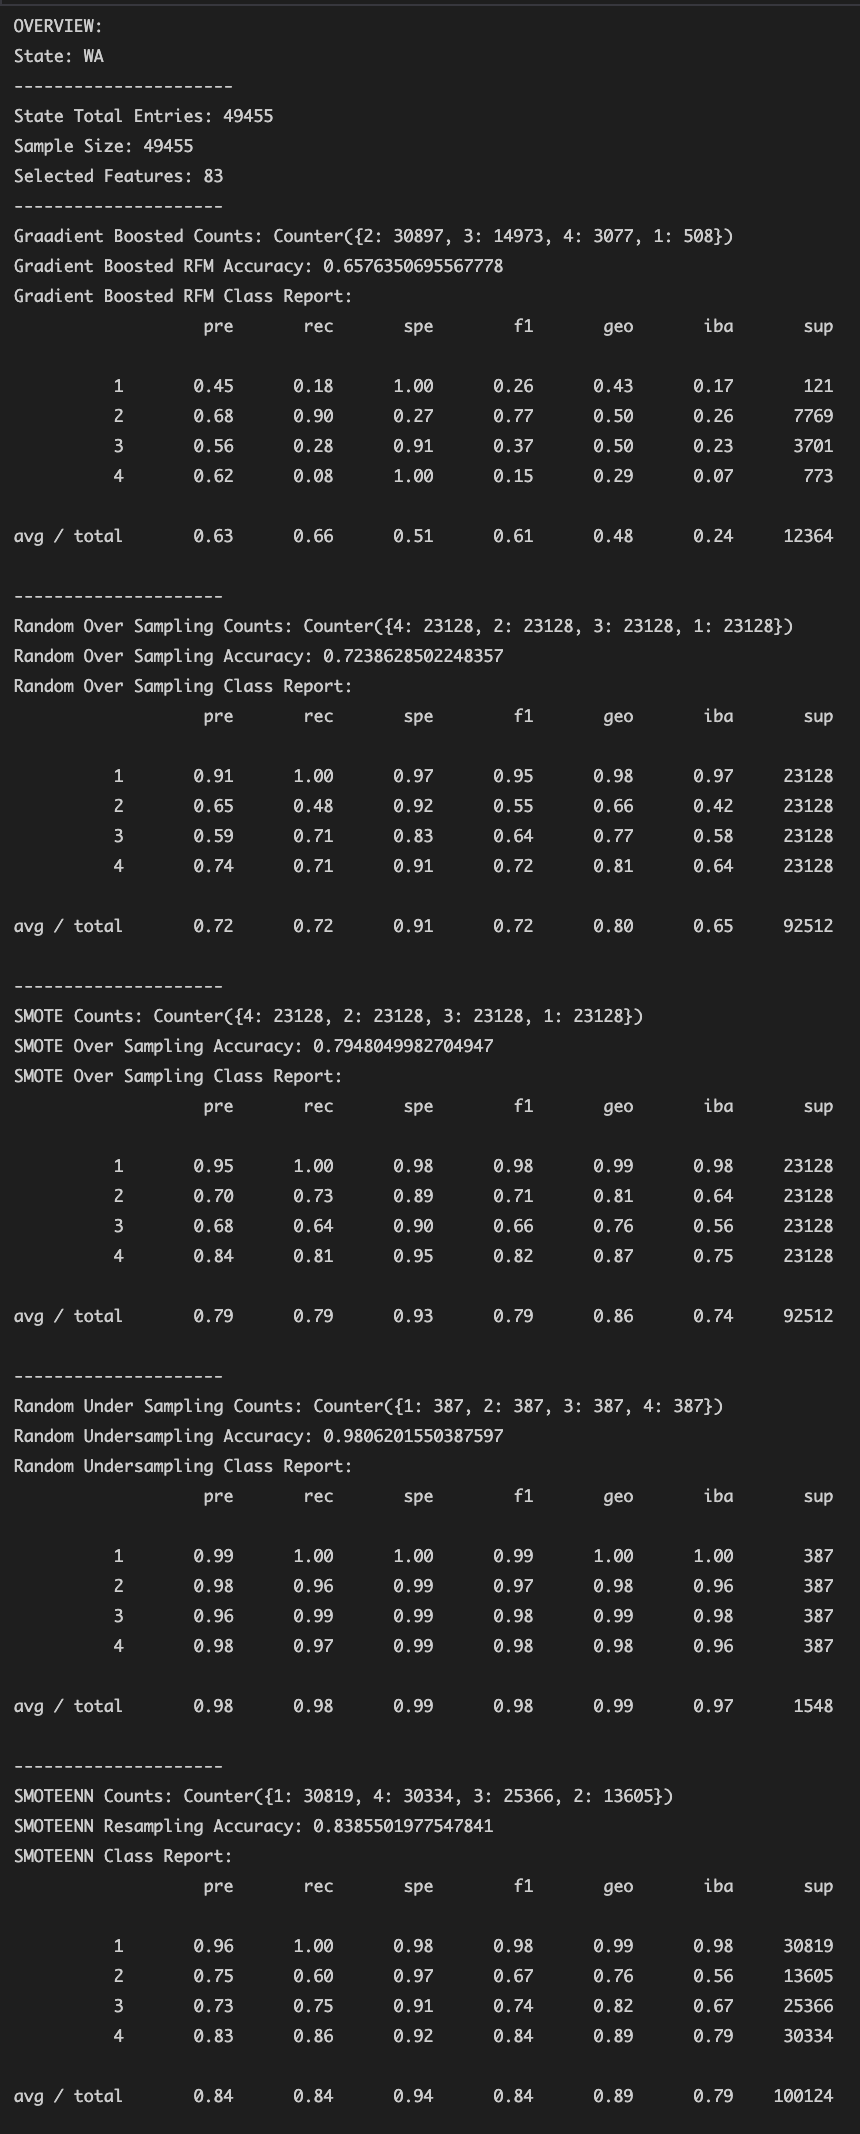 OVERVIEW:
State: WA
----------------------
State Total Entries: 49455
Sample Size: 49455
Selected Features: 83
---------------------
Graadient Boosted Counts: Counter({2: 30897, 3: 14973, 4: 3077, 1: 508})
Gradient Boosted RFM Accuracy: 0.6576350695567778
Gradient Boosted RFM Class Report:
pre rec spe f1 geo iba sup
1 0.45 0.18 1.00 0.26 0.43 0.17 121
2 0.68 0.90 0.27 0.77 0.50 0.26 7769
3 0.56 0.28 0.91 0.37 0.50 0.23 3701
4 0.62 0.08 1.00 0.15 0.29 0.07 773
avg / total 0.63 0.66 0.51 0.61 0.48 0.24 12364
---------------------
Random Over Sampling Counts: Counter({4: 23128, 2: 23128, 3: 23128, 1: 23128})
Random Over Sampling Accuracy: 0.7238628502248357
Random Over Sampling Class Report:
pre rec spe f1 geo iba sup
1 0.91 1.00 0.97 0.95 0.98 0.97 23128
2 0.65 0.48 0.92 0.55 0.66 0.42 23128
3 0.59 0.71 0.83 0.64 0.77 0.58 23128
4 0.74 0.71 0.91 0.72 0.81 0.64 23128
avg / total 0.72 0.72 0.91 0.72 0.80 0.65 92512
---------------------
SMOTE Counts: Counter({4: 23128, 2: 23128, 3: 23128, 1: 23128})
SMOTE Over Sampling Accuracy: 0.7948049982704947
SMOTE Over Sampling Class Report:
pre rec spe f1 geo iba sup
1 0.95 1.00 0.98 0.98 0.99 0.98 23128
2 0.70 0.73 0.89 0.71 0.81 0.64 23128
3 0.68 0.64 0.90 0.66 0.76 0.56 23128
4 0.84 0.81 0.95 0.82 0.87 0.75 23128
avg / total 0.79 0.79 0.93 0.79 0.86 0.74 92512
---------------------
Random Under Sampling Counts: Counter({1: 387, 2: 387, 3: 387, 4: 387})
Random Undersampling Accuracy: 0.9806201550387597
Random Undersampling Class Report:
pre rec spe f1 geo iba sup
1 0.99 1.00 1.00 0.99 1.00 1.00 387
2 0.98 0.96 0.99 0.97 0.98 0.96 387
3 0.96 0.99 0.99 0.98 0.99 0.98 387
4 0.98 0.97 0.99 0.98 0.98 0.96 387
avg / total 0.98 0.98 0.99 0.98 0.99 0.97 1548
---------------------
SMOTEENN Counts: Counter({1: 30819, 4: 30334, 3: 25366, 2: 13605})
SMOTEENN Resampling Accuracy: 0.8385501977547841
SMOTEENN Class Report:
pre rec spe f1 geo iba sup
1 0.96 1.00 0.98 0.98 0.99 0.98 30819
2 0.75 0.60 0.97 0.67 0.76 0.56 13605
3 0.73 0.75 0.91 0.74 0.82 0.67 25366
4 0.83 0.86 0.92 0.84 0.89 0.79 30334
avg / total 0.84 0.84 0.94 0.84 0.89 0.79 100124